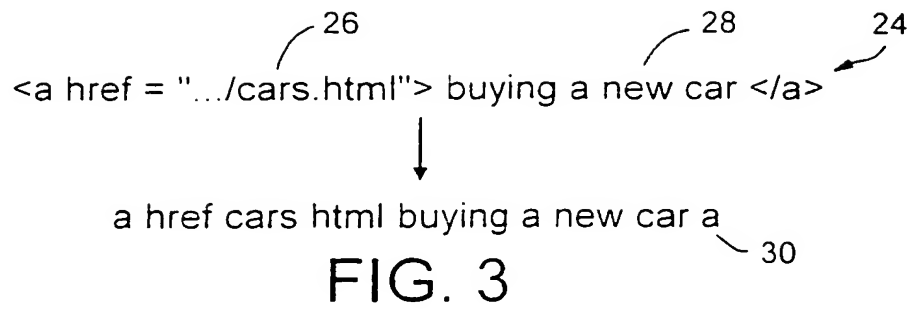 26 28 24
<a href = ".../cars.html"> buying a new car </a>
a href cars html buying a new car a
30
FIG. 3